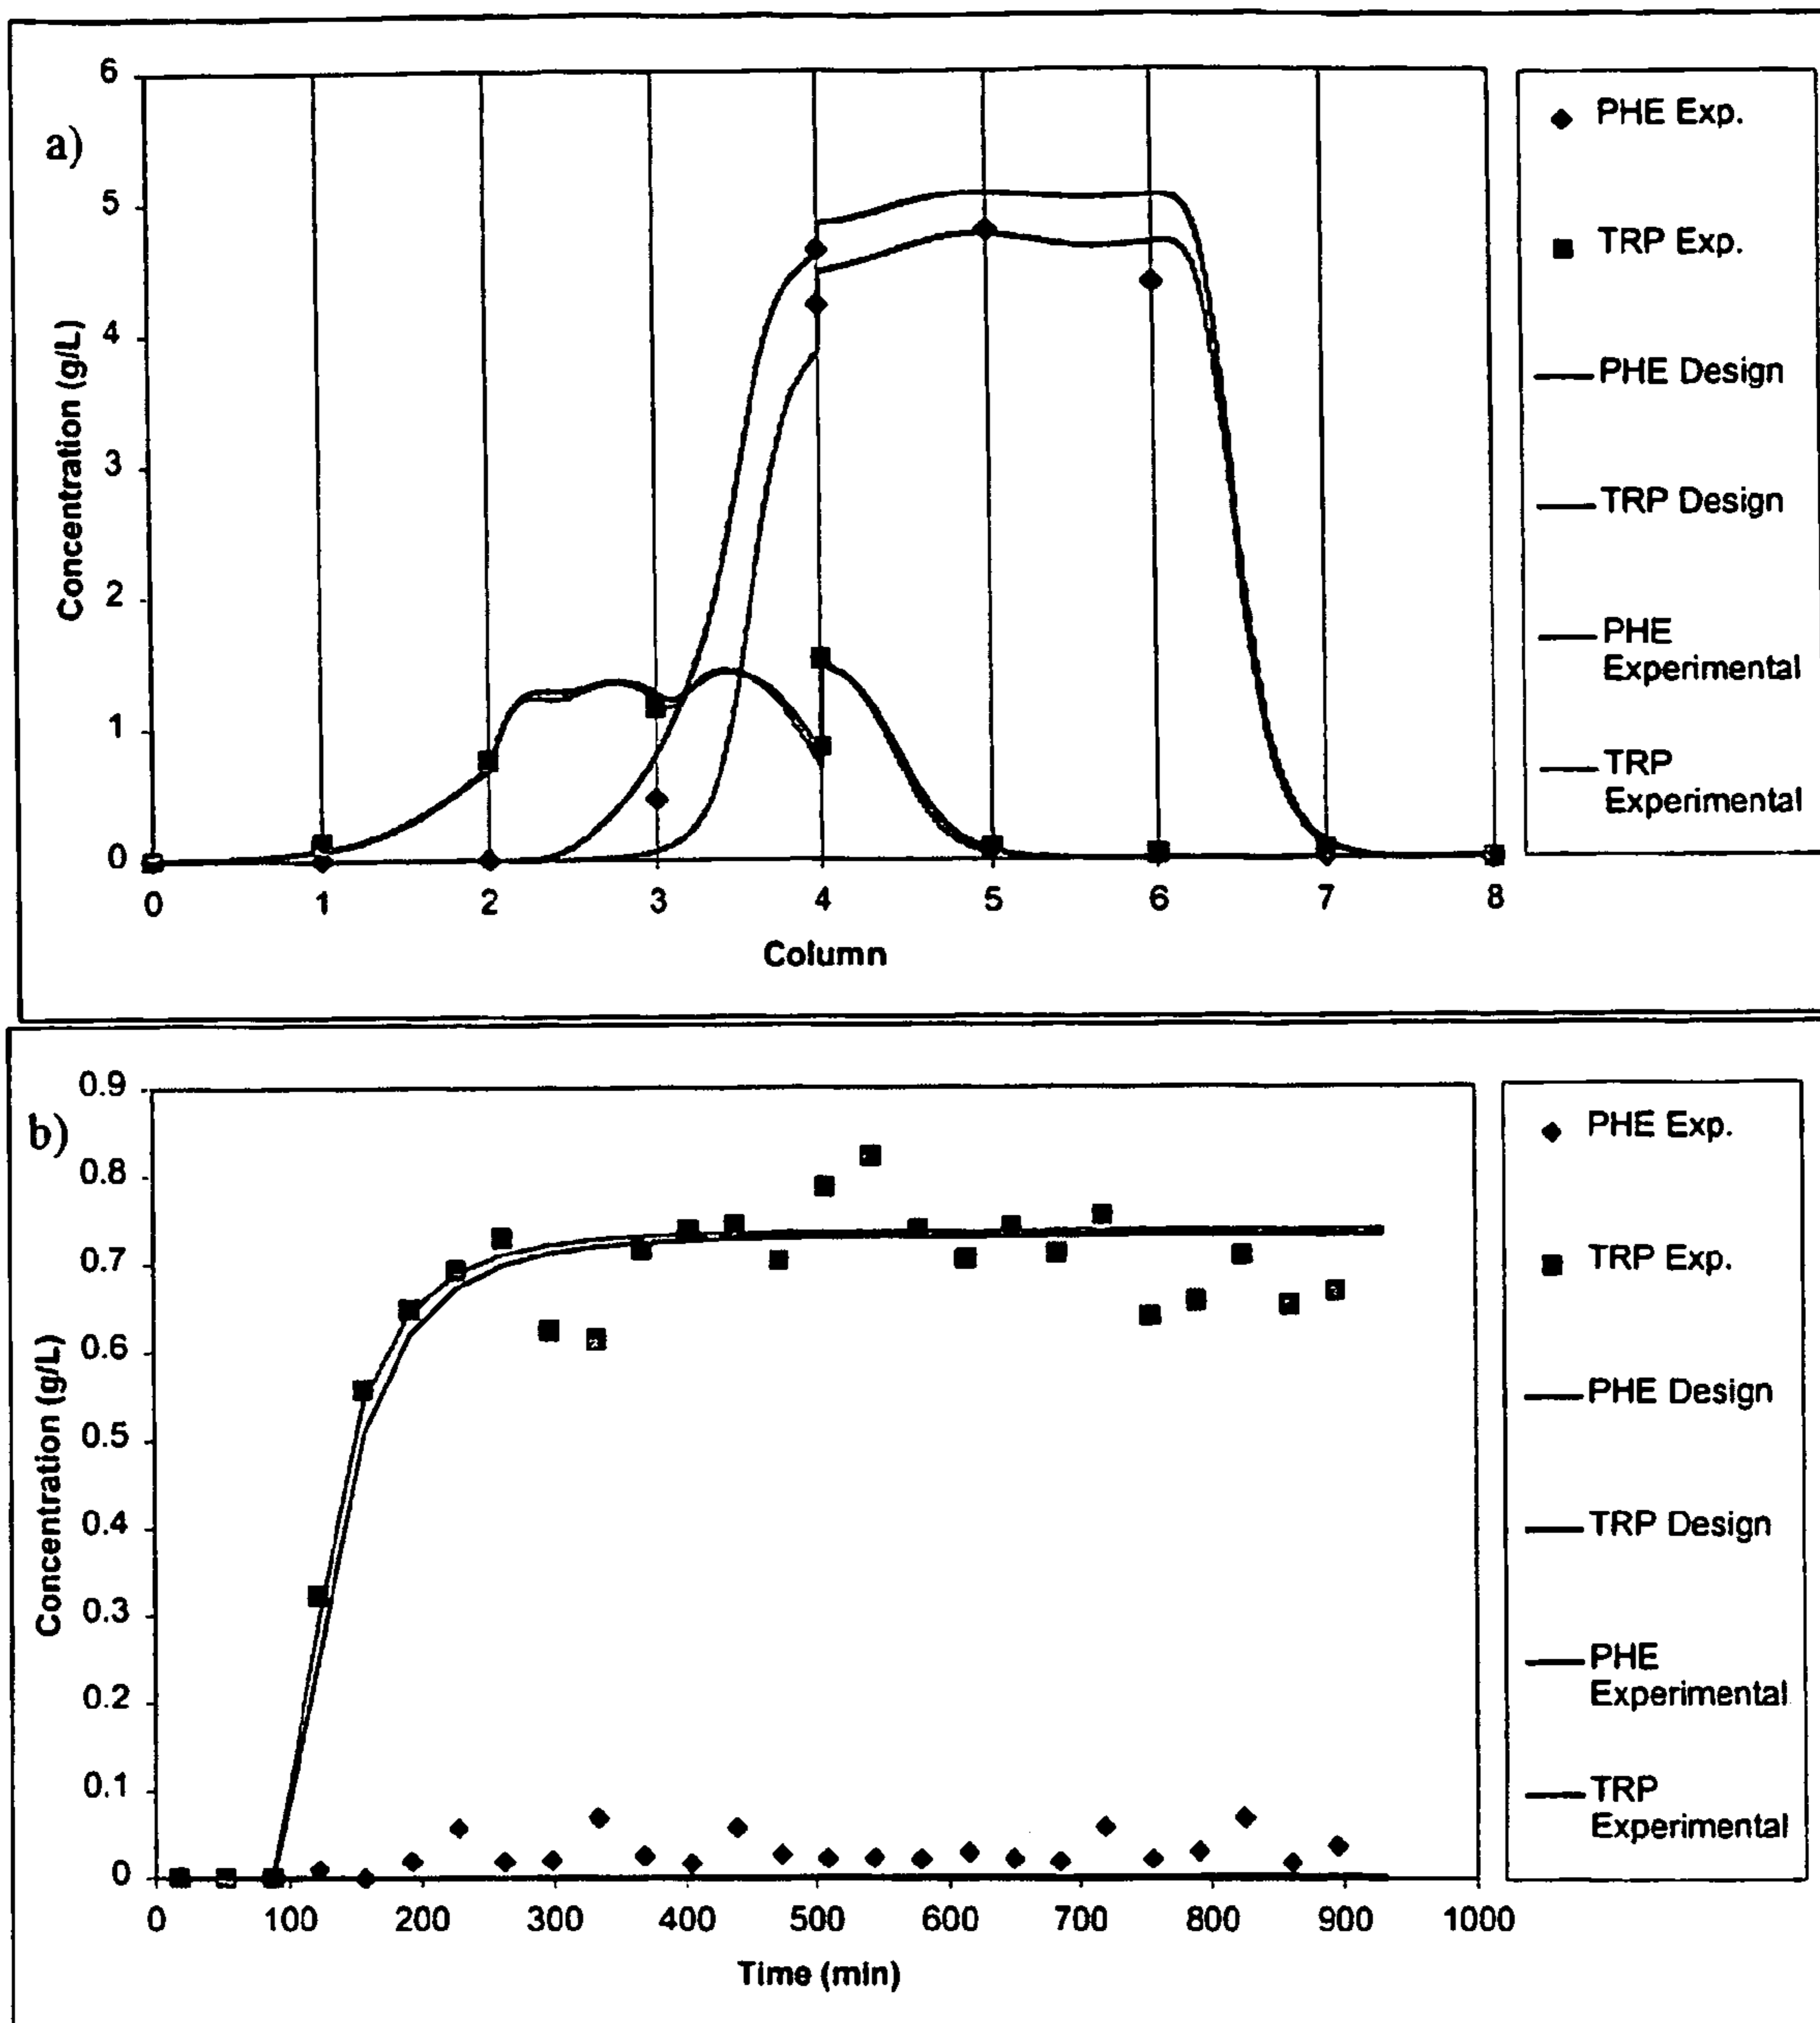 a)
6
5
4
3
2
1
0
Concentration (g/L)
0 1 2 3 4 5 6 7 8
Column
PHE Exp.
TRP Exp.
PHE Design
TRP Design
PHE
Experimental
TRP
Experimental
b)
0.9
0.8
0.7
0.6
0.5
0.4
0.3
0.2
0.1
0
Concentration (g/L)
0 100 200 300 400 500 600 700 800 900 1000
Time (min)
PHE Exp.
TRP Exp.
PHE Design
TRP Design
PHE
Experimental
TRP
Experimental